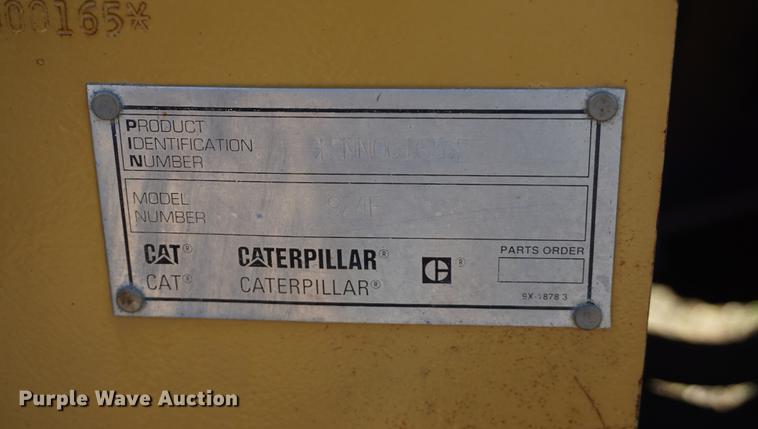 00165*
PRODUCT
IDENTIFICATION
NUMBER
MODEL
NUMBER
CAT® CATERPILLAR® C® PARTS ORDER
CAT® CATERPILLAR®
9X-1878 3
Purple Wave Auction